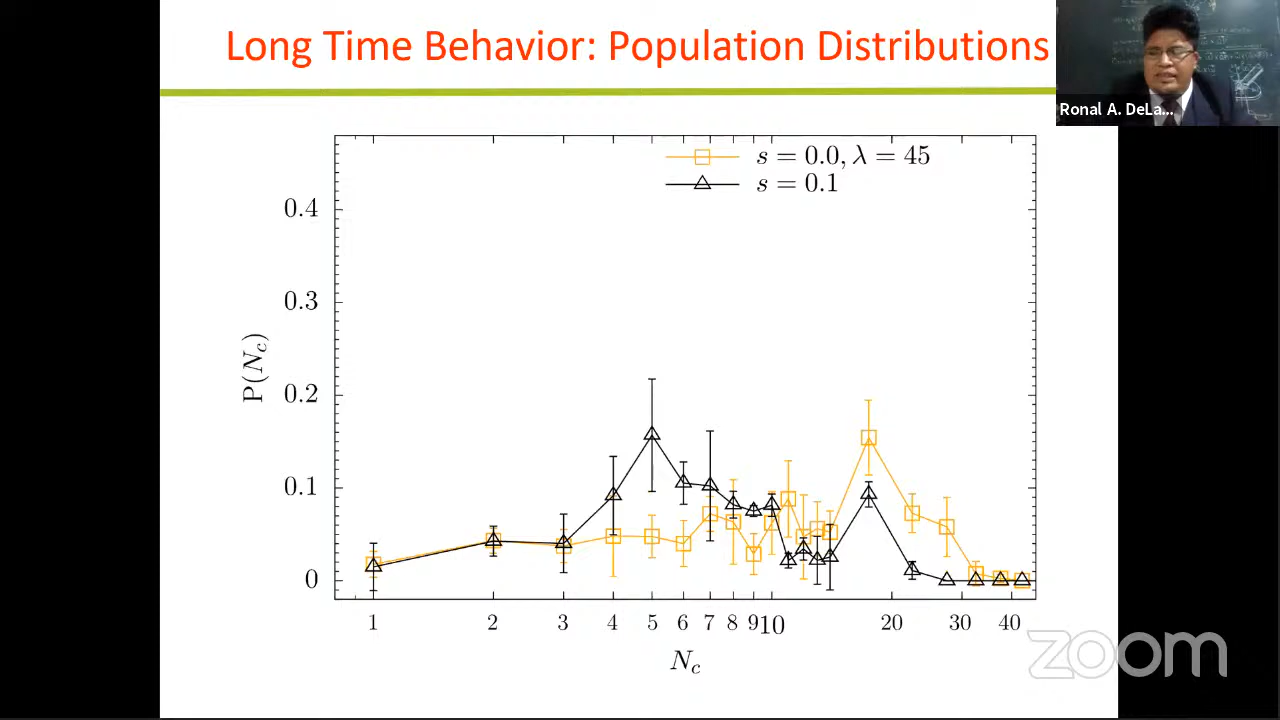 Long Time Behavior: Population Distributions
Ronal A. DeLa...
s = 0.0, λ = 45
s = 0.1
0.4
0.3
0.2
0.1
0
P(N_c)
1 2 3 4 5 6 7 8 9 10 20 30 40
N_c
zoom